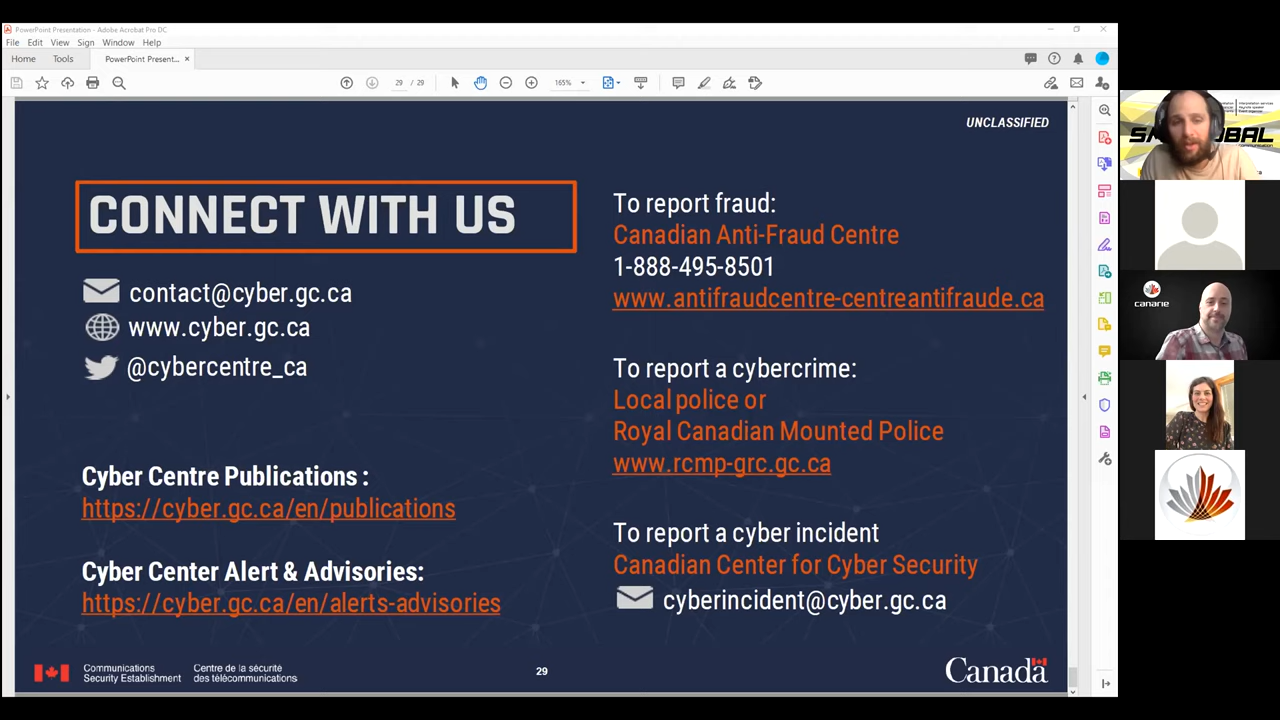 PowerPoint Presentation - Adobe Acrobat Pro DC
File Edit View Sign Window Help
Home Tools PowerPoint Present... ×
29 / 29 165%
UNCLASSIFIED
CONNECT WITH US
contact@cyber.gc.ca
www.cyber.gc.ca
@cybercentre_ca
Cyber Centre Publications :
https://cyber.gc.ca/en/publications
Cyber Center Alert & Advisories:
https://cyber.gc.ca/en/alerts-advisories
To report fraud:
Canadian Anti-Fraud Centre
1-888-495-8501
www.antifraudcentre-centreantifraude.ca
To report a cybercrime:
Local police or
Royal Canadian Mounted Police
www.rcmp-grc.gc.ca
To report a cyber incident
Canadian Center for Cyber Security
cyberincident@cyber.gc.ca
Communications
Security Establishment
Centre de la sécurité
des télécommunications
29
Canada
canarie